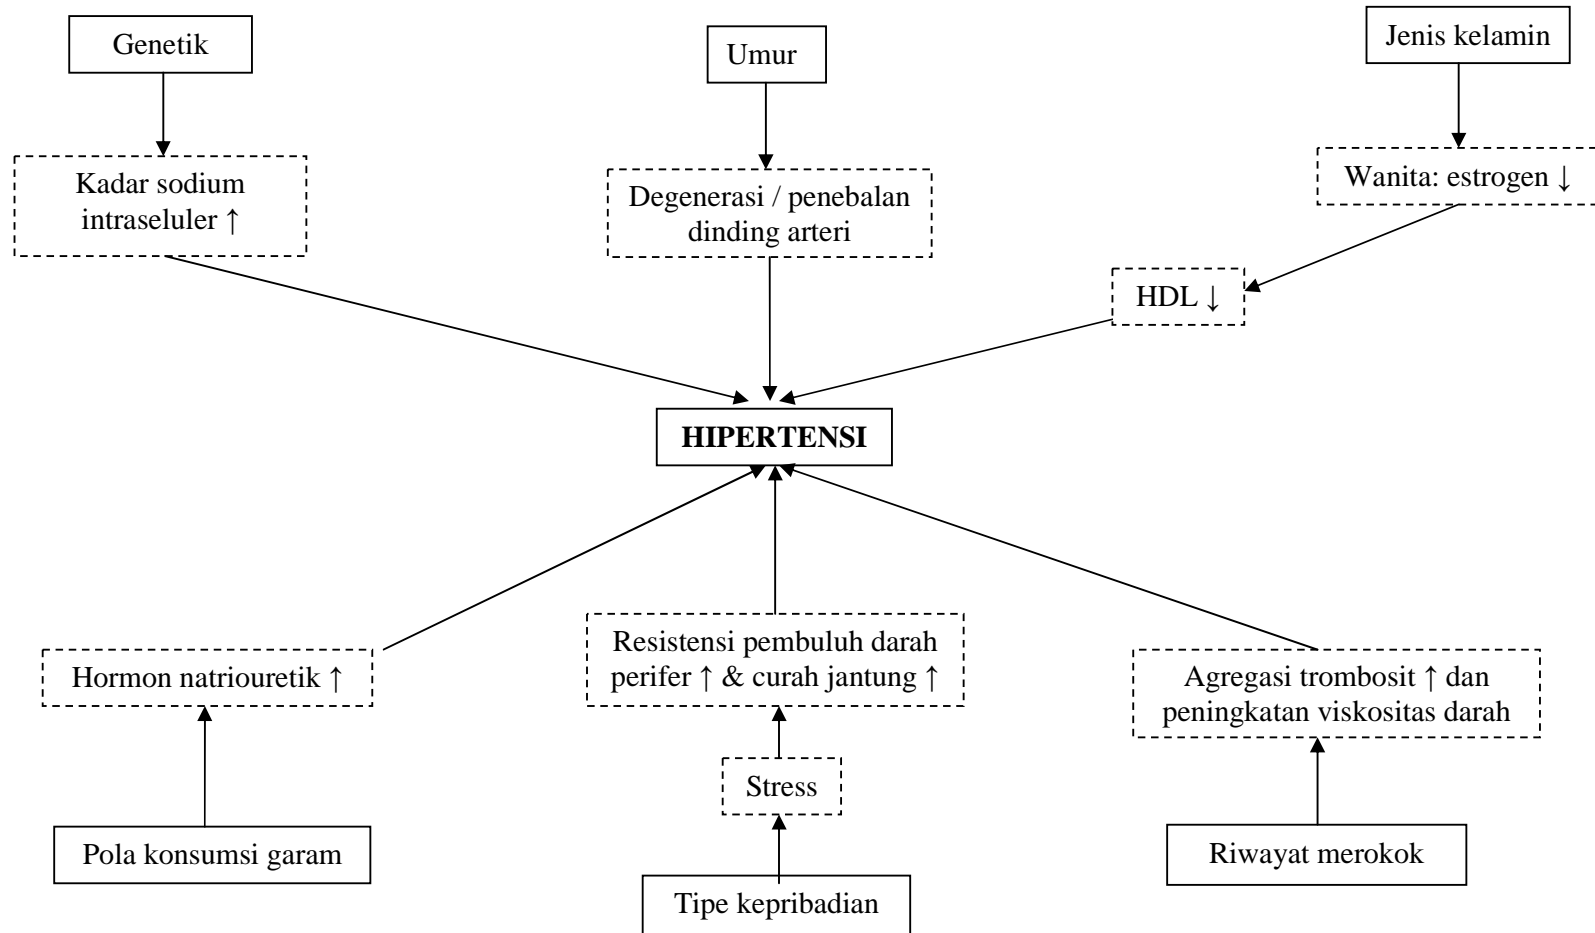 Genetik
Umur
Jenis kelamin
Kadar sodium
intraseluler ↑
Degenerasi / penebalan
dinding arteri
Wanita: estrogen ↓
HDL ↓
HIPERTENSI
Hormon natriouretik ↑
Resistensi pembuluh darah
perifer ↑ & curah jantung ↑
Agregasi trombosit ↑ dan
peningkatan viskositas darah
Stress
Pola konsumsi garam
Tipe kepribadian
Riwayat merokok